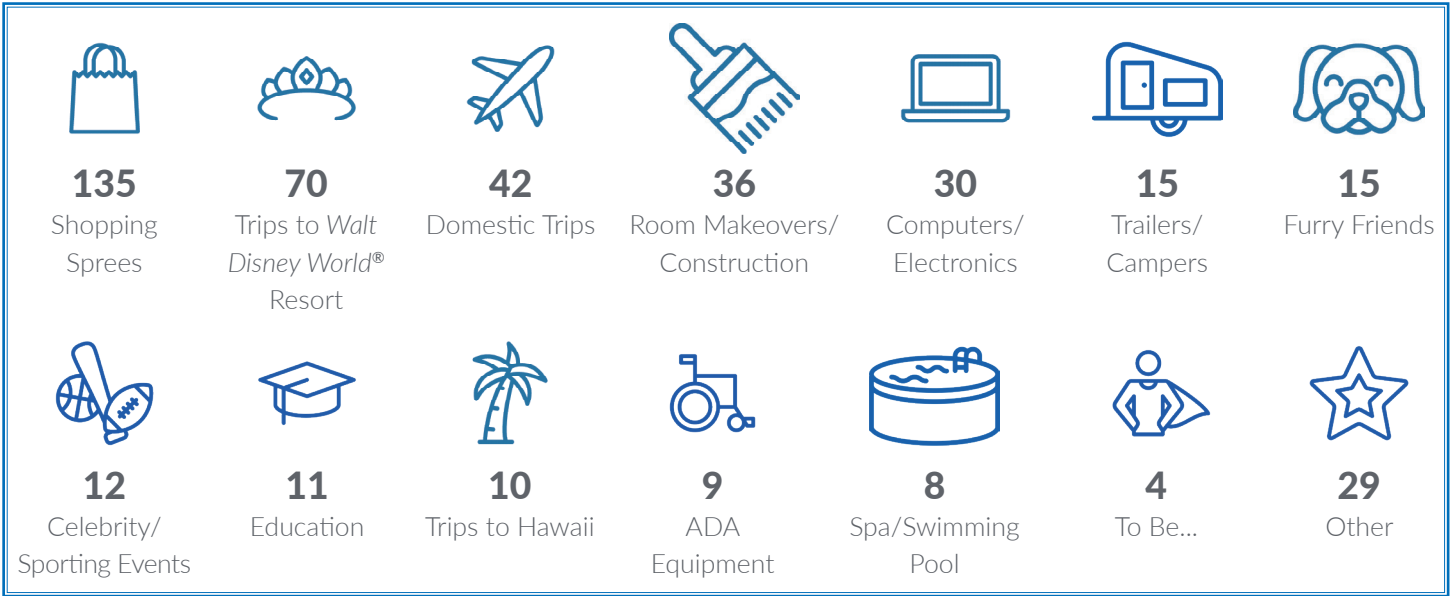 135
Shopping
Sprees
70
Trips to Walt
Disney World®
Resort
42
Domestic Trips
36
Room Makeovers/
Construction
30
Computers/
Electronics
15
Trailers/
Campers
15
Furry Friends
12
Celebrity/
Sporting Events
11
Education
10
Trips to Hawaii
9
ADA
Equipment
8
Spa/Swimming
Pool
4
To Be...
29
Other